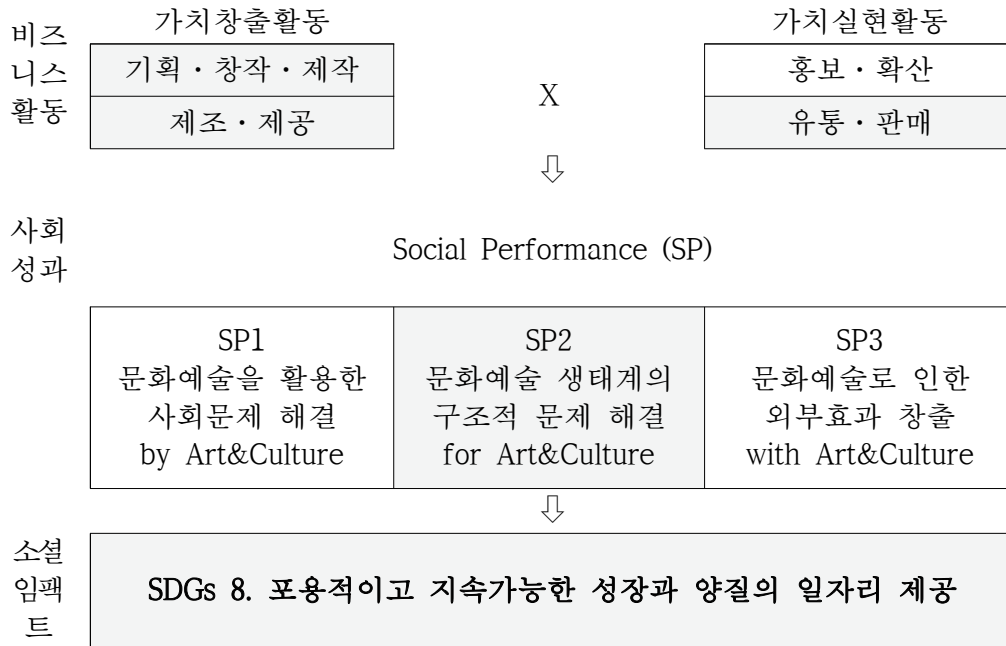 비즈
니스
활동
가치창출활동
기획・창작・제작
제조・제공
X
가치실현활동
홍보・확산
유통・판매
⇩
사회
성과
Social Performance (SP)
SP1
문화예술을 활용한
사회문제 해결
by Art&Culture
SP2
문화예술 생태계의
구조적 문제 해결
for Art&Culture
SP3
문화예술로 인한
외부효과 창출
with Art&Culture
⇩
소셜
임팩
트
SDGs 8. 포용적이고 지속가능한 성장과 양질의 일자리 제공